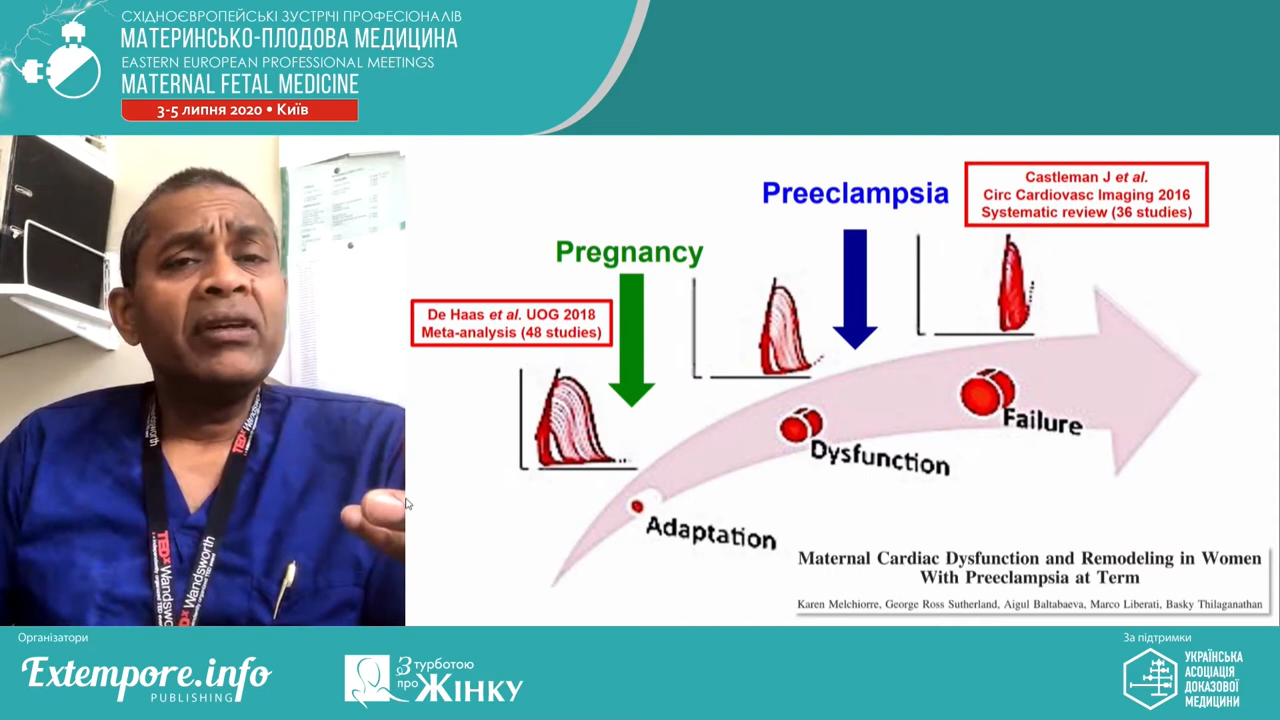 СХІДНОЄВРОПЕЙСЬКІ ЗУСТРІЧІ ПРОФЕСІОНАЛІВ
МАТЕРИНСЬКО-ПЛОДОВА МЕДИЦИНА
EASTERN EUROPEAN PROFESSIONAL MEETINGS
MATERNAL FETAL MEDICINE
3-5 липня 2020 • Київ
Preeclampsia
Castleman J et al.
Circ Cardiovasc Imaging 2016
Systematic review (36 studies)
Pregnancy
De Haas et al. UOG 2018
Meta-analysis (48 studies)
Failure
Dysfunction
Adaptation
Maternal Cardiac Dysfunction and Remodeling in Women
With Preeclampsia at Term
Karen Melchiorre, George Ross Sutherland, Aigul Baltabaeva, Marco Liberati, Basky Thilaganathan
TEDx Wandsworth
TEDx
Wandsworth
Організатори
Extempore.info
PUBLISHING
З турботою
про ЖІНКУ
За підтримки
УКРАЇНСЬКА
АСОЦІАЦІЯ
ДОКАЗОВОЇ
МЕДИЦИНИ